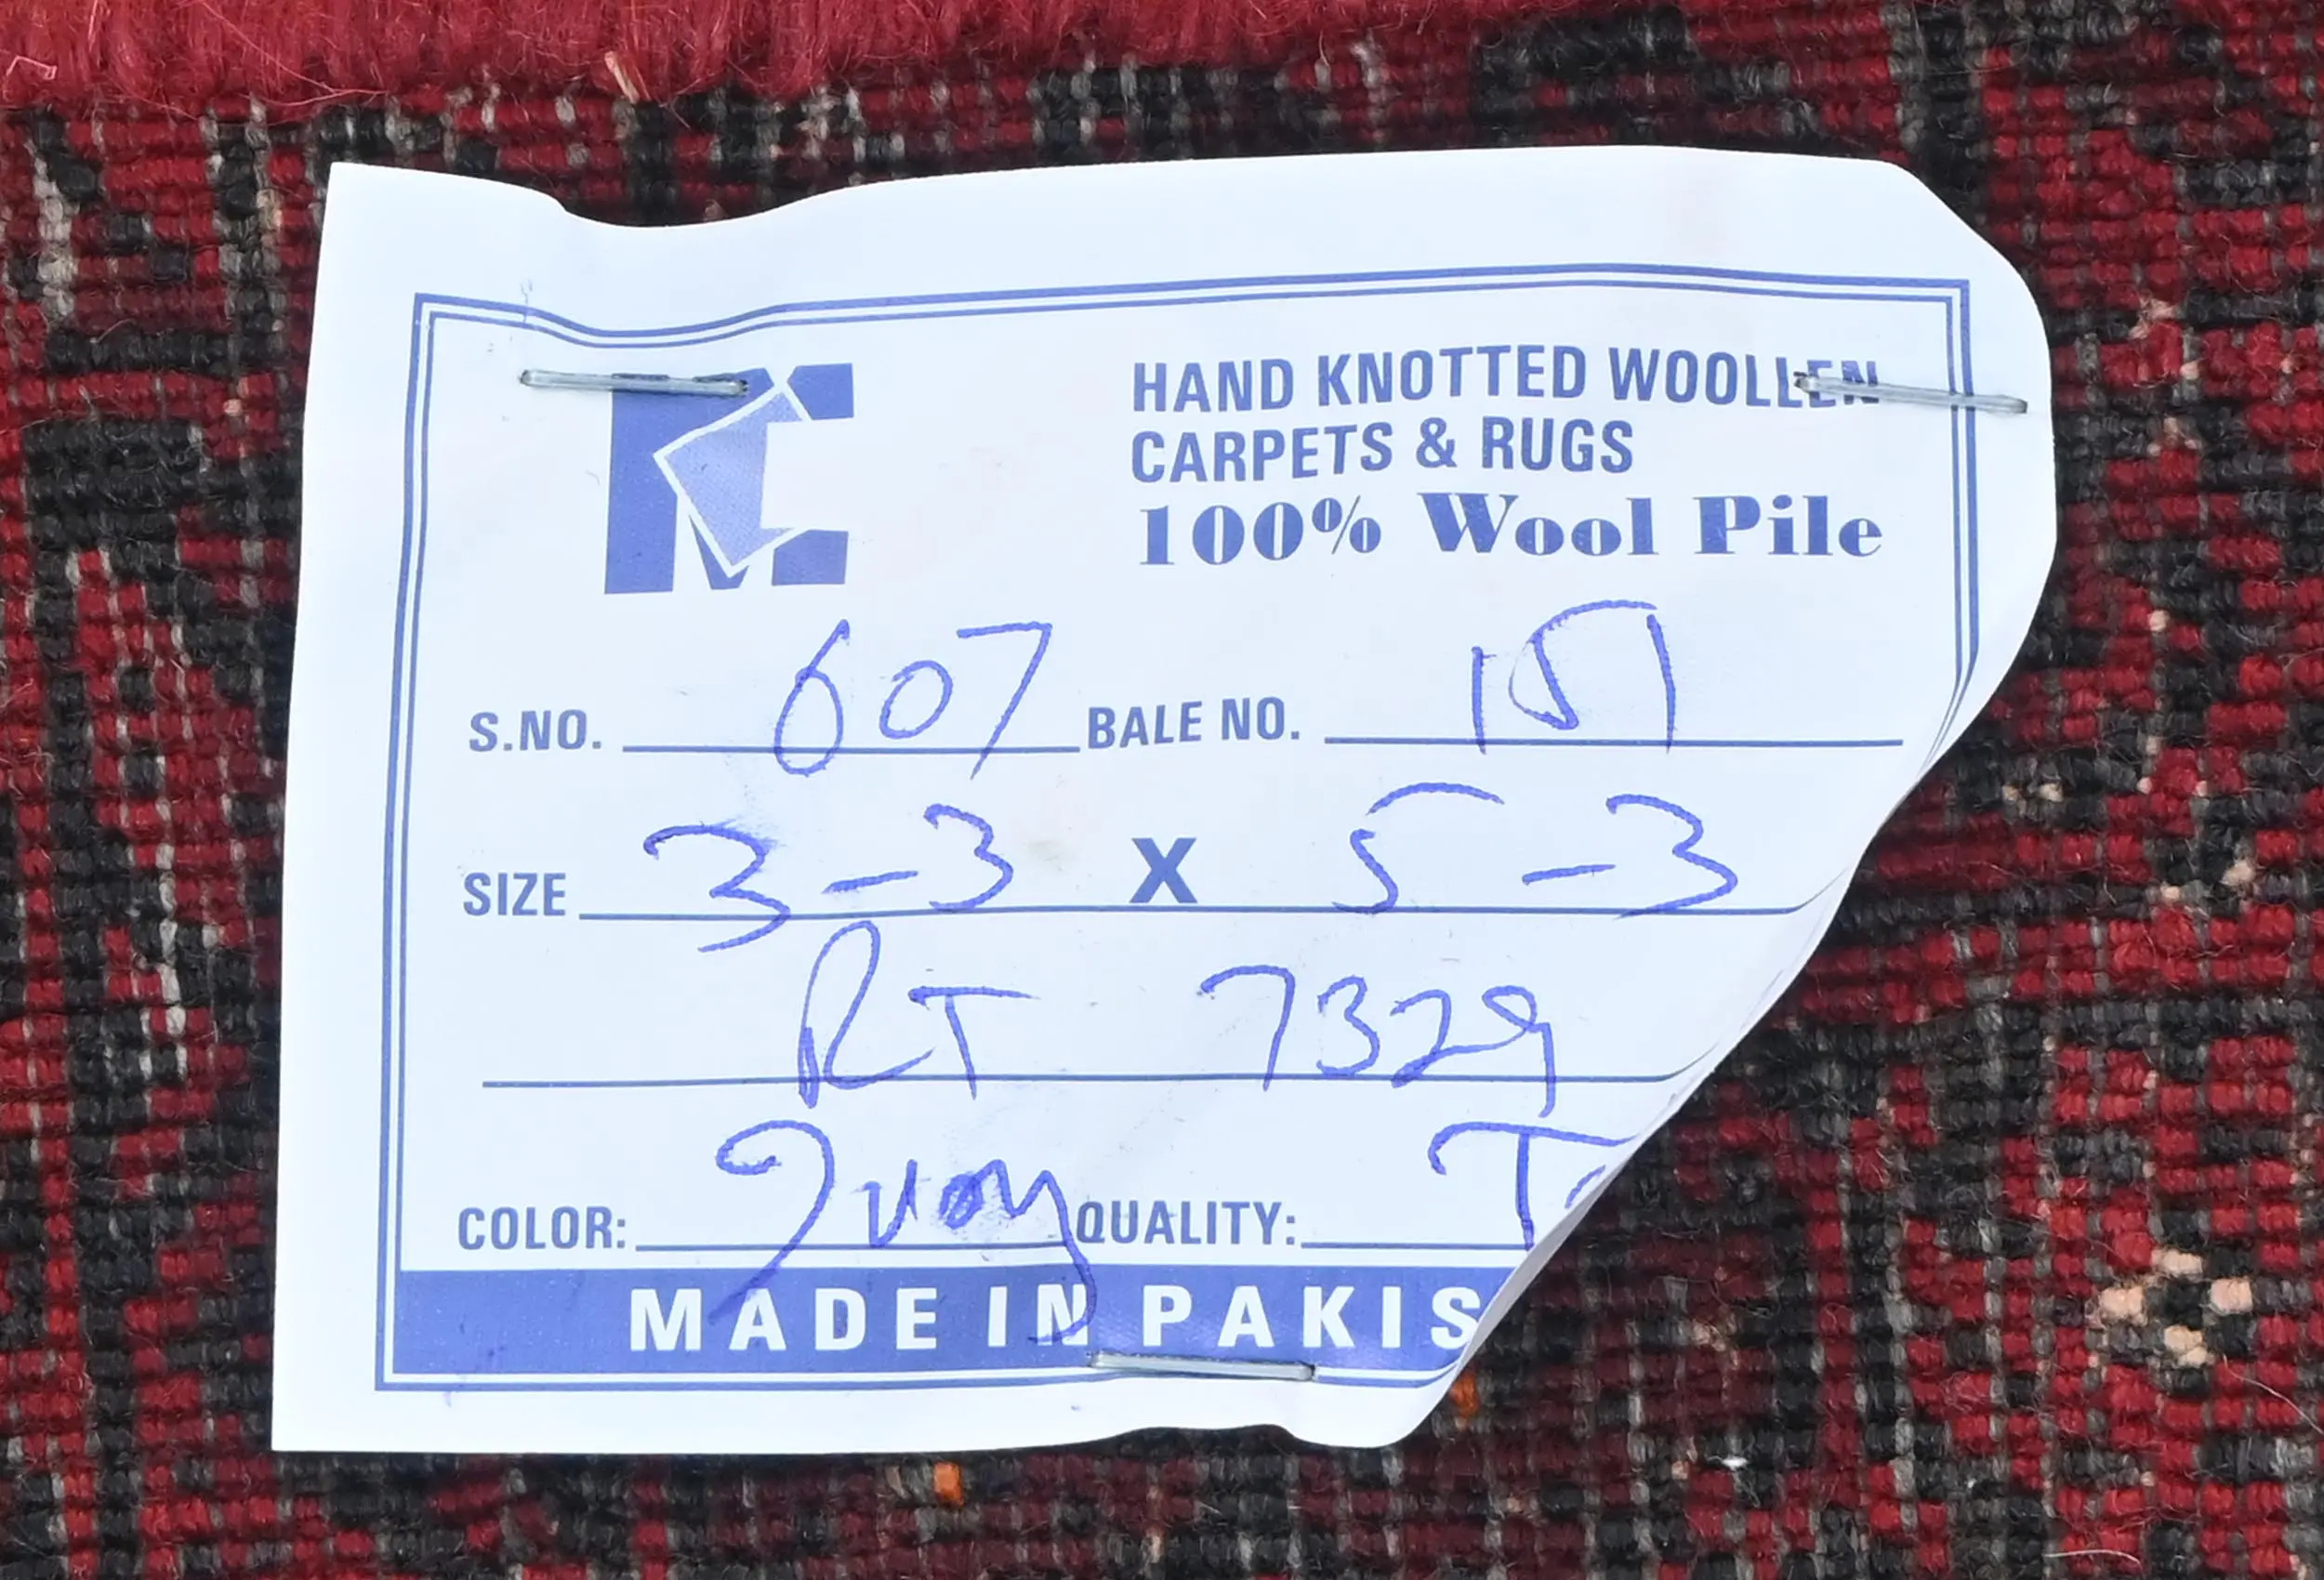 HAND KNOTTED WOOLLEN
CARPETS & RUGS
100% Wool Pile
S.NO. 607 BALE NO. 151
SIZE 3-3 X 5-3
RT 7329
COLOR: Ivory QUALITY:
MADE IN PAKIS